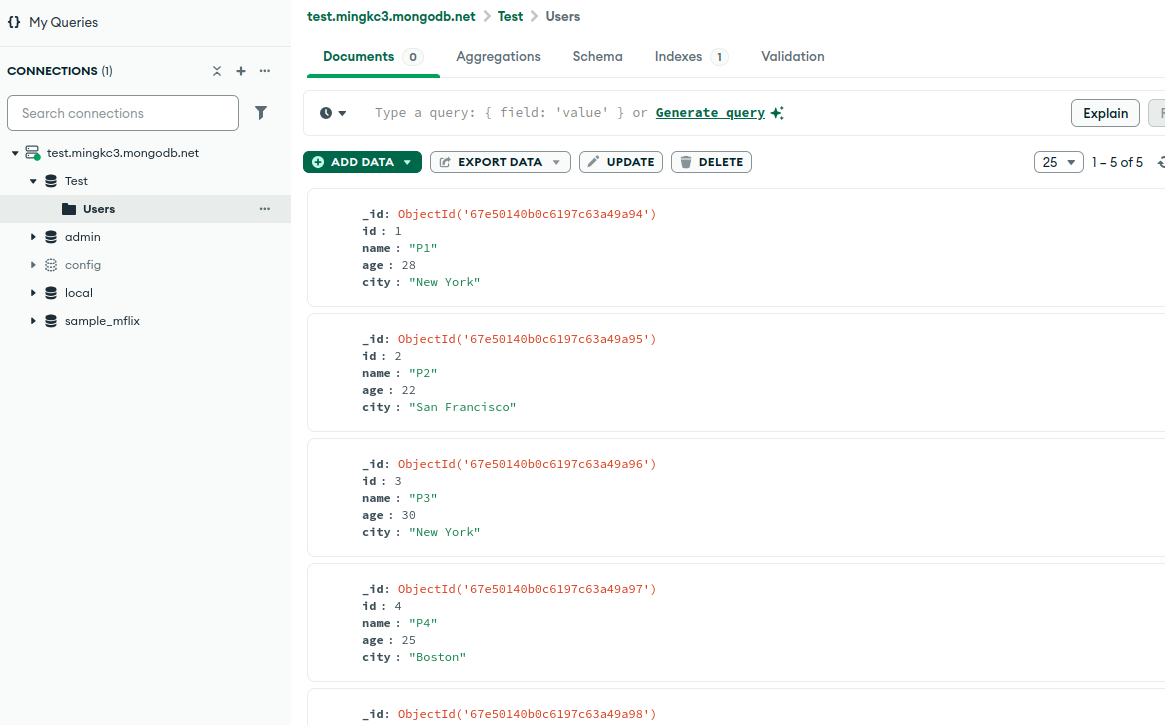 {} My Queries
CONNECTIONS (1)
Search connections
test.mingkc3.mongodb.net
Test
Users
admin
config
local
sample_mflix
test.mingkc3.mongodb.net > Test > Users
Documents 0 Aggregations Schema Indexes 1 Validation
Type a query: { field: 'value' } or Generate query
Explain
ADD DATA EXPORT DATA UPDATE DELETE
25 1 – 5 of 5
_id: ObjectId('67e50140b0c6197c63a49a94')
id : 1
name : "P1"
age : 28
city : "New York"
_id: ObjectId('67e50140b0c6197c63a49a95')
id : 2
name : "P2"
age : 22
city : "San Francisco"
_id: ObjectId('67e50140b0c6197c63a49a96')
id : 3
name : "P3"
age : 30
city : "New York"
_id: ObjectId('67e50140b0c6197c63a49a97')
id : 4
name : "P4"
age : 25
city : "Boston"
_id: ObjectId('67e50140b0c6197c63a49a98')